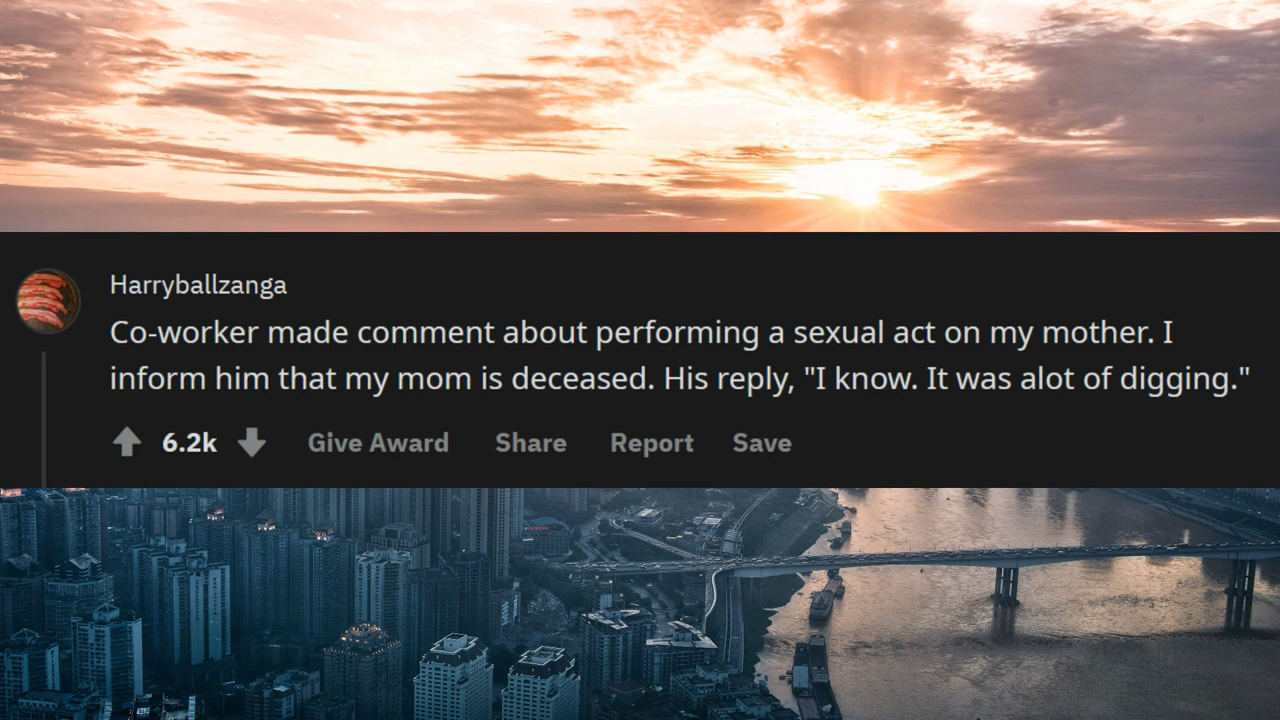 Harryballzanga
Co-worker made comment about performing a sexual act on my mother. I
inform him that my mom is deceased. His reply, "I know. It was alot of digging."
6.2k Give Award Share Report Save